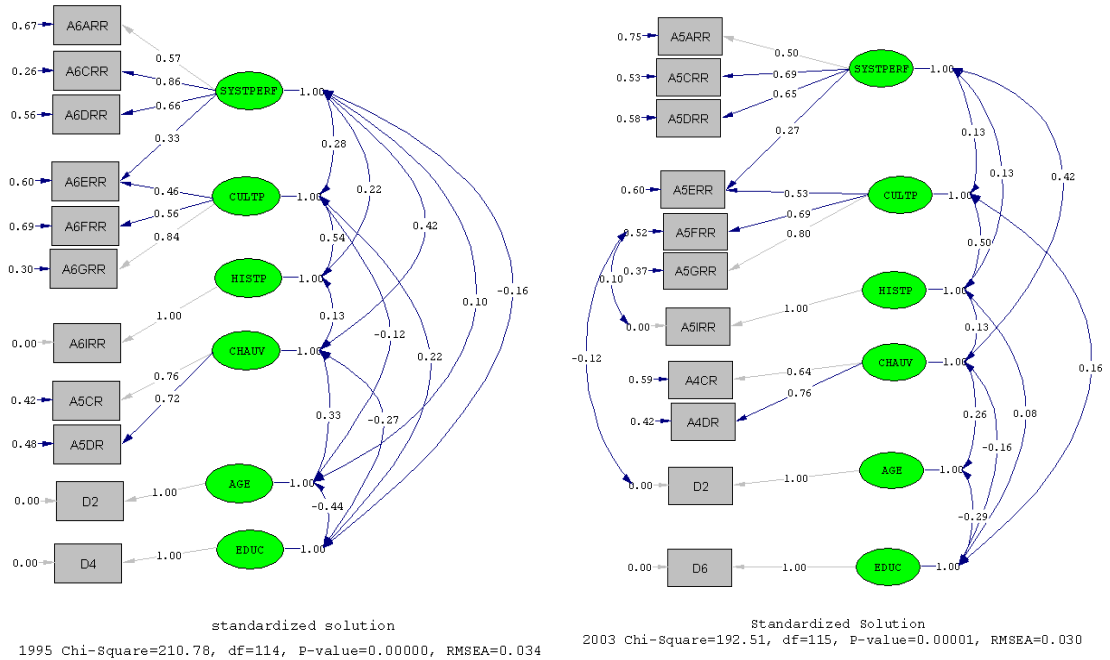 0.67 A6ARR
0.57
0.26 A6CRR
0.86
SYSTPERF 1.00
0.56 A6DRR
0.66
0.33
0.28
0.60 A6ERR
0.46
0.22
CULTP 1.00
0.69 A6FRR
0.56
0.42
0.84
0.54
0.30 A6GRR
HISTP 1.00
-0.16
0.10
1.00
0.13
-0.12
0.00 A6IRR
CHAUV 1.00
0.22
0.76
0.42 A5CR
0.72
0.33
-0.27
0.48 A5DR
AGE 1.00
1.00
0.00 D2
-0.44
EDUC 1.00
1.00
0.00 D4
standardized solution
1995 Chi-Square=210.78, df=114, P-value=0.00000, RMSEA=0.034
0.75 A5ARR
0.50
SYSTPERF 1.00
0.53 A5CRR
0.69
0.65
0.58 A5DRR
0.27
0.13
0.13
0.42
0.60 A5ERR
0.53
CULTP 1.00
0.69
0.52 A5FRR
0.80
0.50
0.37 A5GRR
0.10
HISTP 1.00
1.00
0.00 A5IRR
0.13
-0.12
CHAUV 1.00
0.16
0.64
0.59 A4CR
0.76
0.42 A4DR
0.26
0.08
-0.16
AGE 1.00
1.00
0.00 D2
-0.29
EDUC 1.00
1.00
0.00 D6
Standardized Solution
2003 Chi-Square=192.51, df=115, P-value=0.00001, RMSEA=0.030